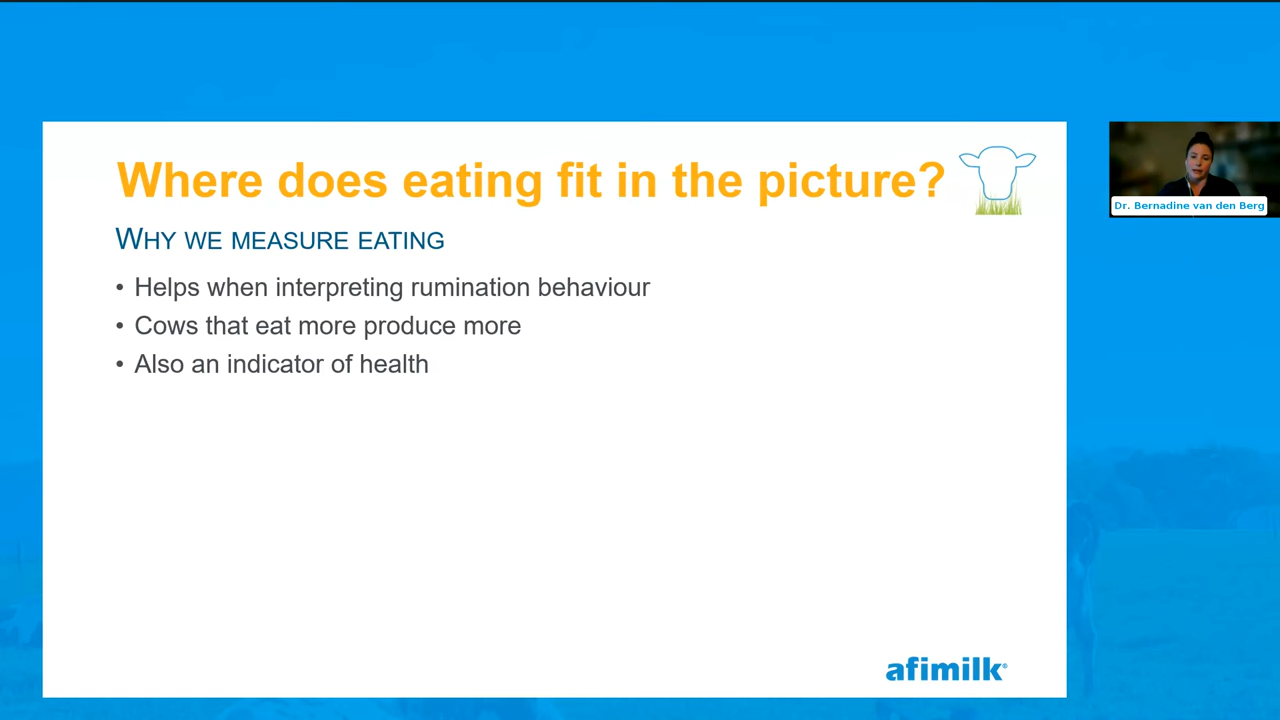 Where does eating fit in the picture?
WHY WE MEASURE EATING
• Helps when interpreting rumination behaviour
• Cows that eat more produce more
• Also an indicator of health
afimilk®
Dr. Bernadine van den Berg